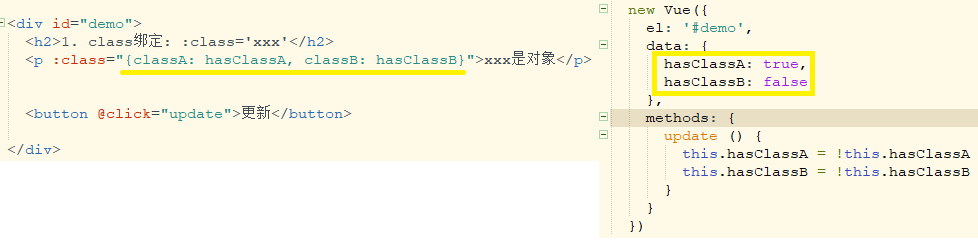 <div id="demo">
<h2>1. class绑定: :class='xxx'</h2>
<p :class="{classA: hasClassA, classB: hasClassB}">xxx是对象</p>
<button @click="update">更新</button>
</div>
new Vue({
el: '#demo',
data: {
hasClassA: true,
hasClassB: false
},
methods: {
update () {
this.hasClassA = !this.hasClassA
this.hasClassB = !this.hasClassB
}
}
})